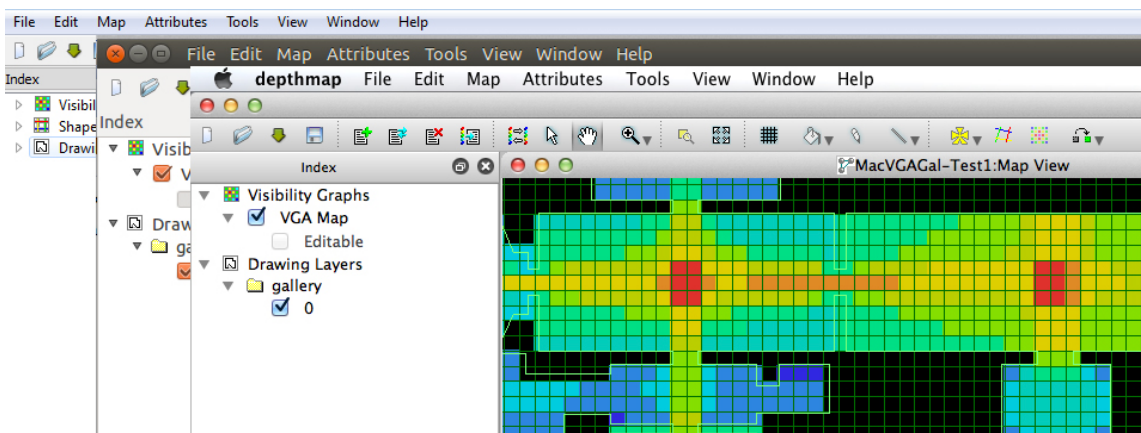 File Edit Map Attributes Tools View Window Help
File Edit Map Attributes Tools View Window Help
depthmap File Edit Map Attributes Tools View Window Help
Index
Visibil
Shape
Drawi
Index
Visib
V
Draw
ga
Index
Visibility Graphs
VGA Map
Editable
Drawing Layers
gallery
0
MacVGAGal-Test1:Map View